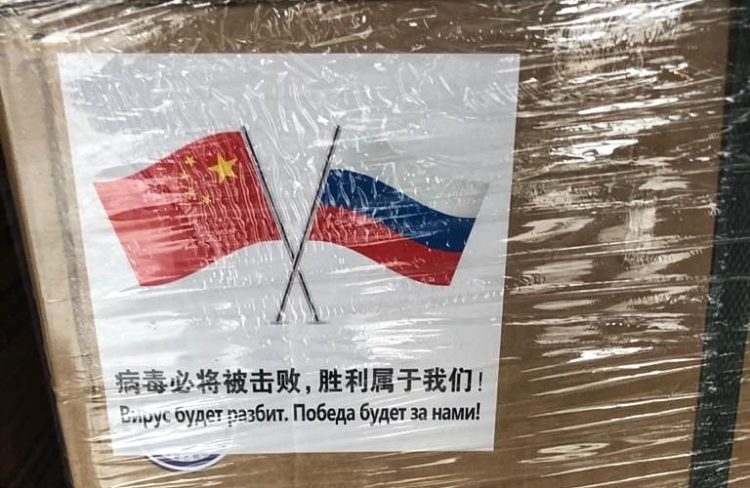 病毒必将被击败，胜利属于我们！
Вирус будет разбит. Победа будет за нами!